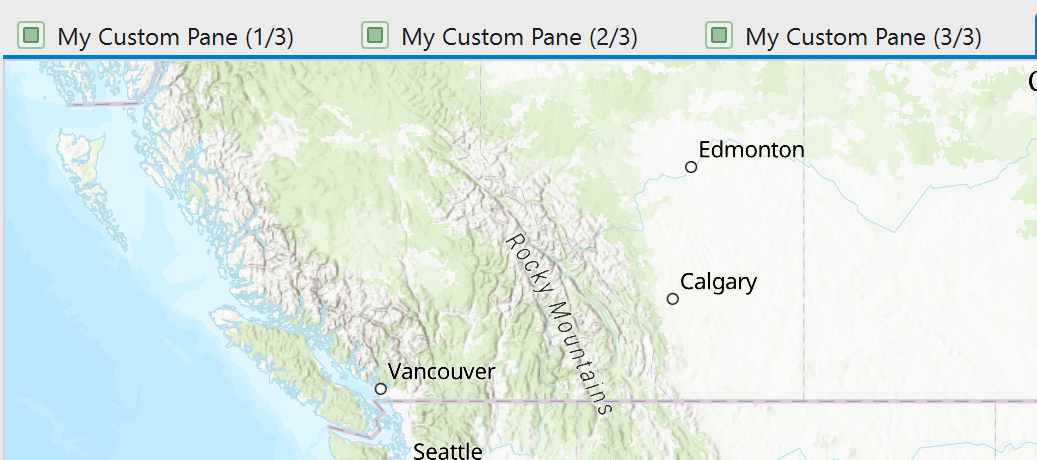 My Custom Pane (1/3)
My Custom Pane (2/3)
My Custom Pane (3/3)
Edmonton
Rocky Mountains
Calgary
Vancouver
Seattle